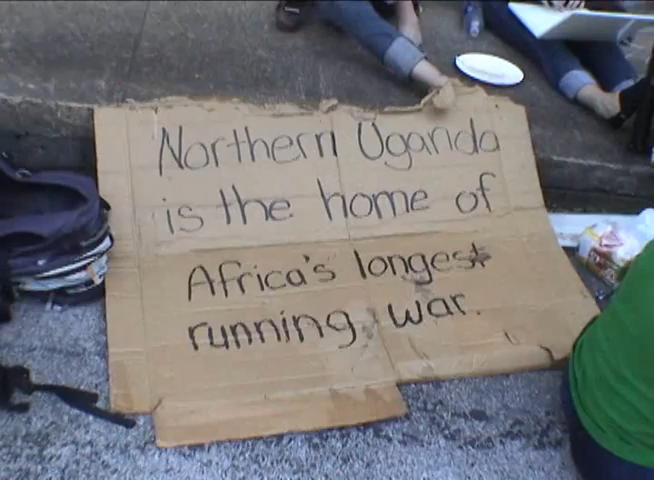 Northern Uganda
is the home of
Africa's longest
running war.